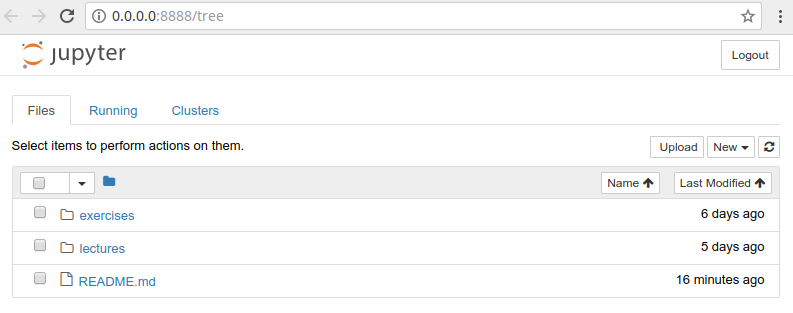 0.0.0.0:8888/tree
jupyter
Logout
Files Running Clusters
Select items to perform actions on them.
Upload New
Name Last Modified
exercises 6 days ago
lectures 5 days ago
README.md 16 minutes ago